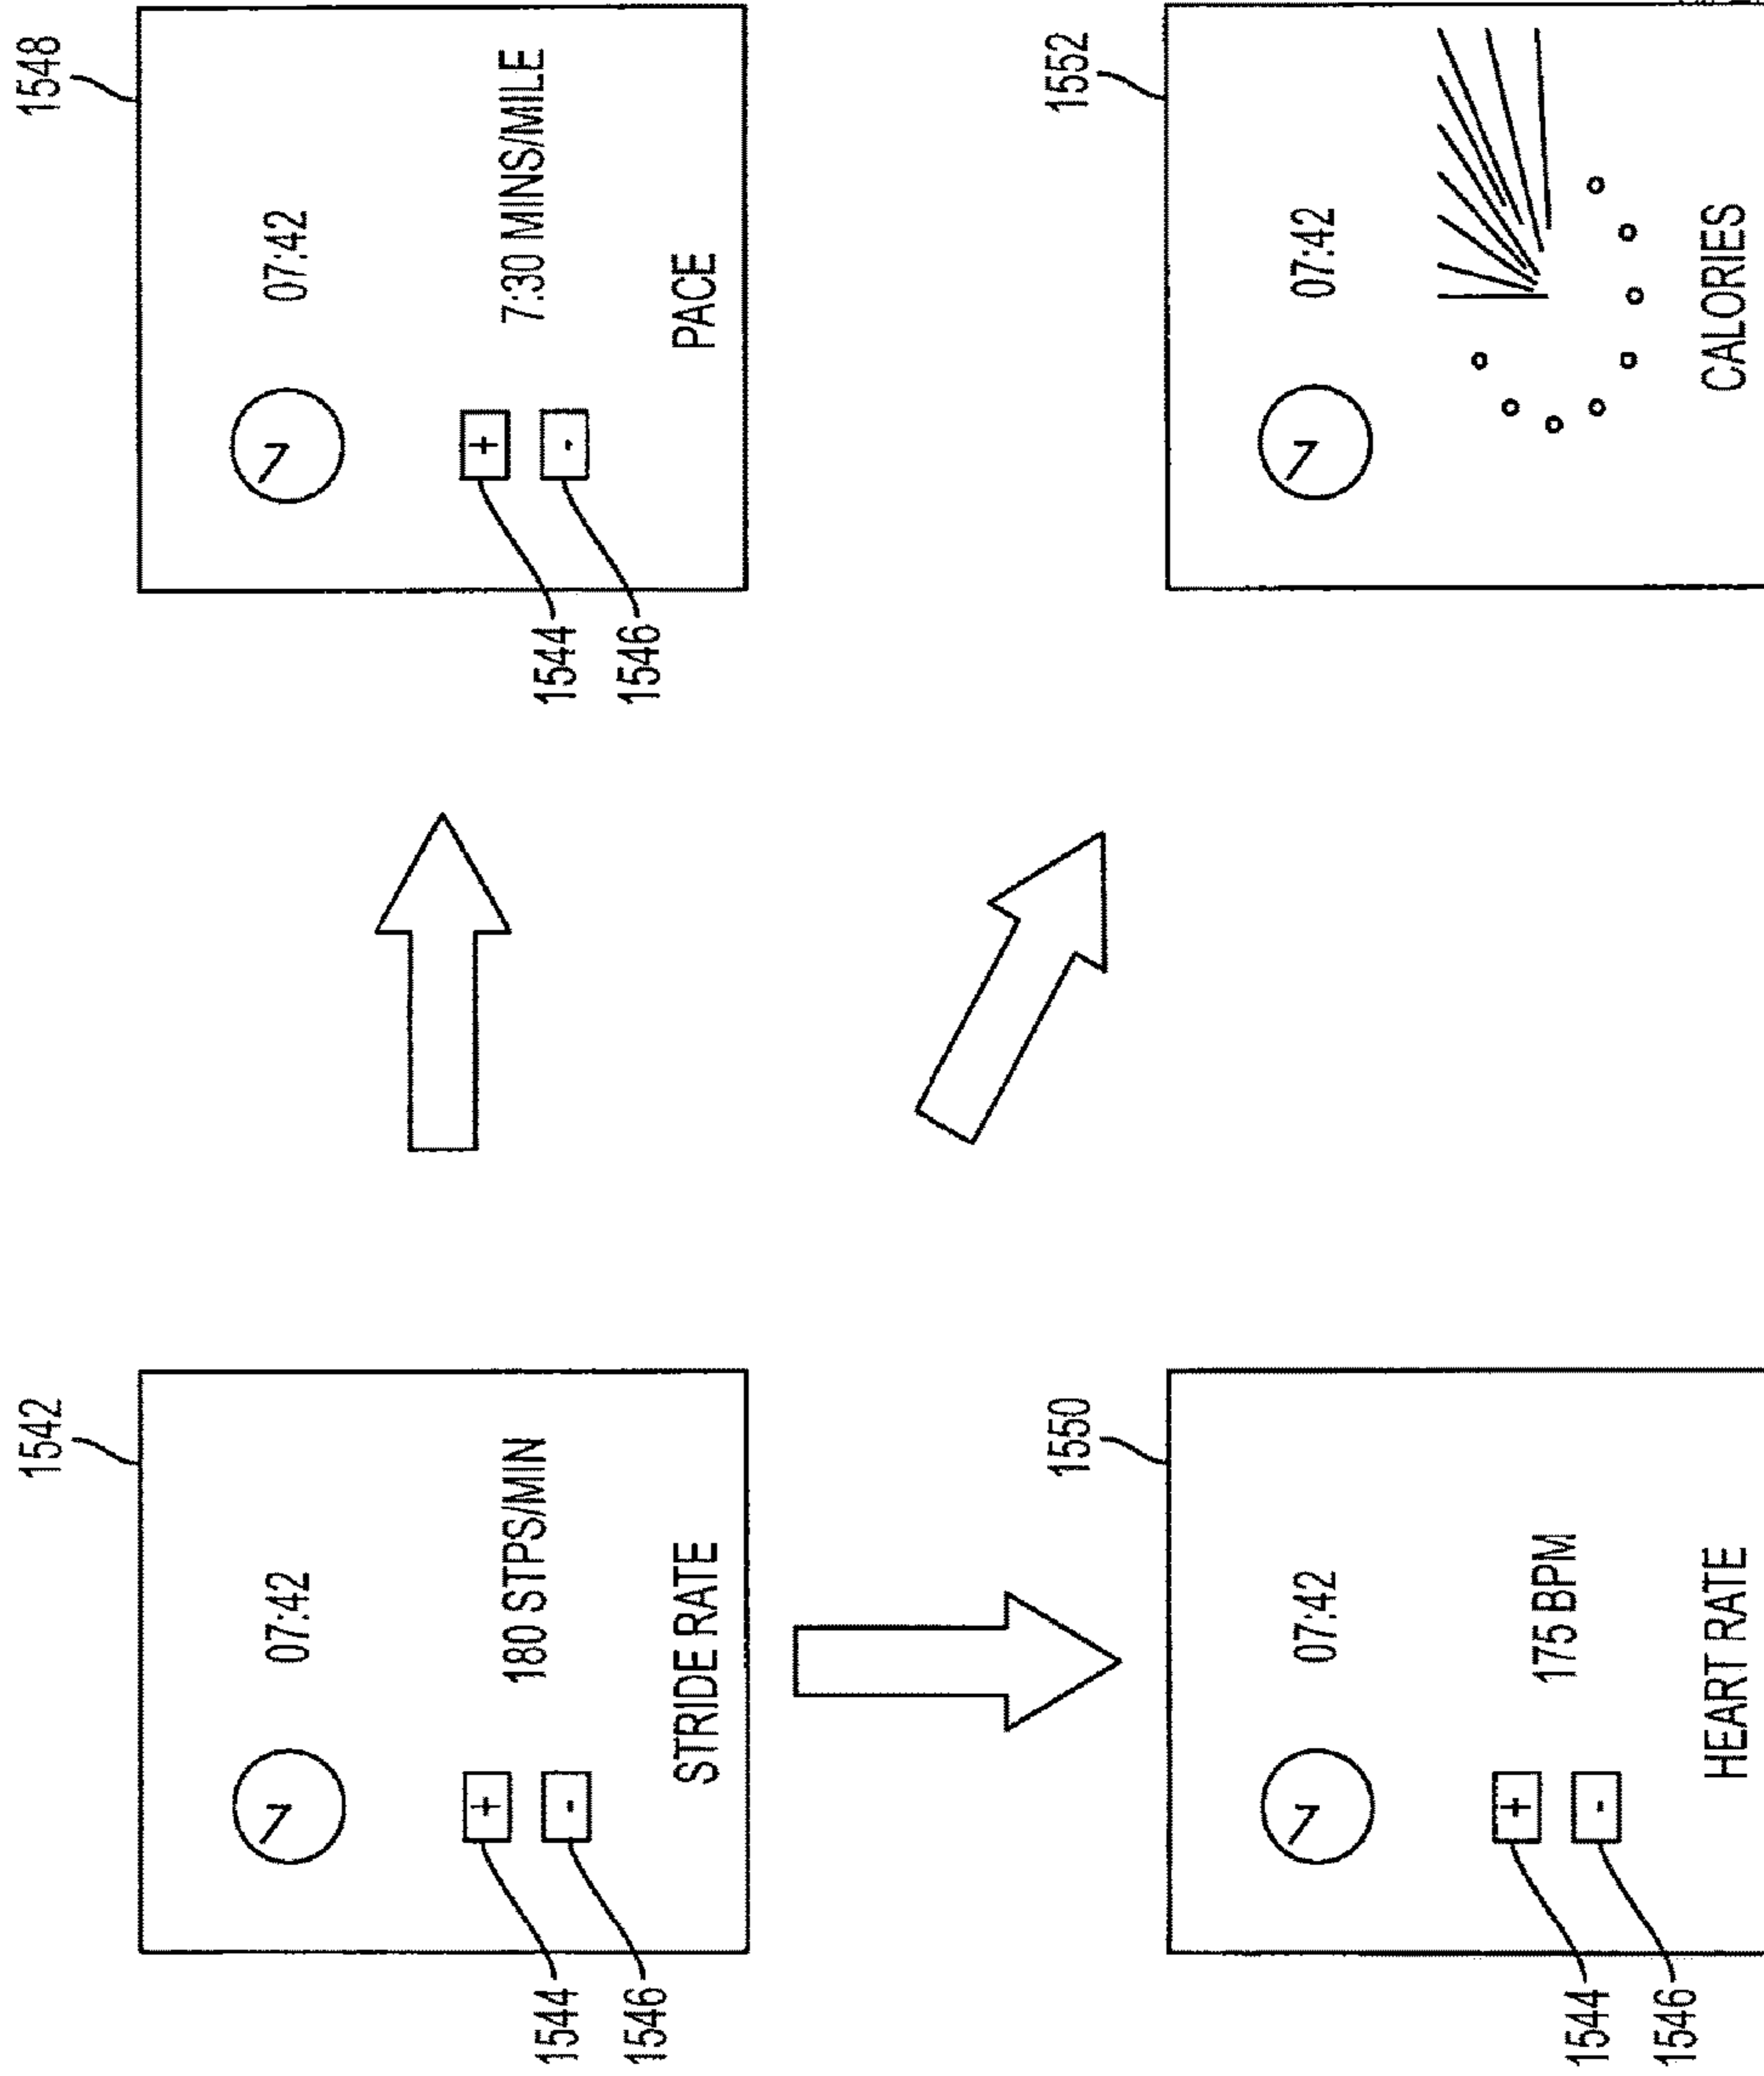 1542
07:42
+
180 STPS/MIN
-
1544
1546
STRIDE RATE
1548
07:42
+
7:30 MINS/MILE
-
1544
1546
PACE
1550
07:42
+
175 BPM
-
1544
1546
HEART RATE
1552
07:42
CALORIES